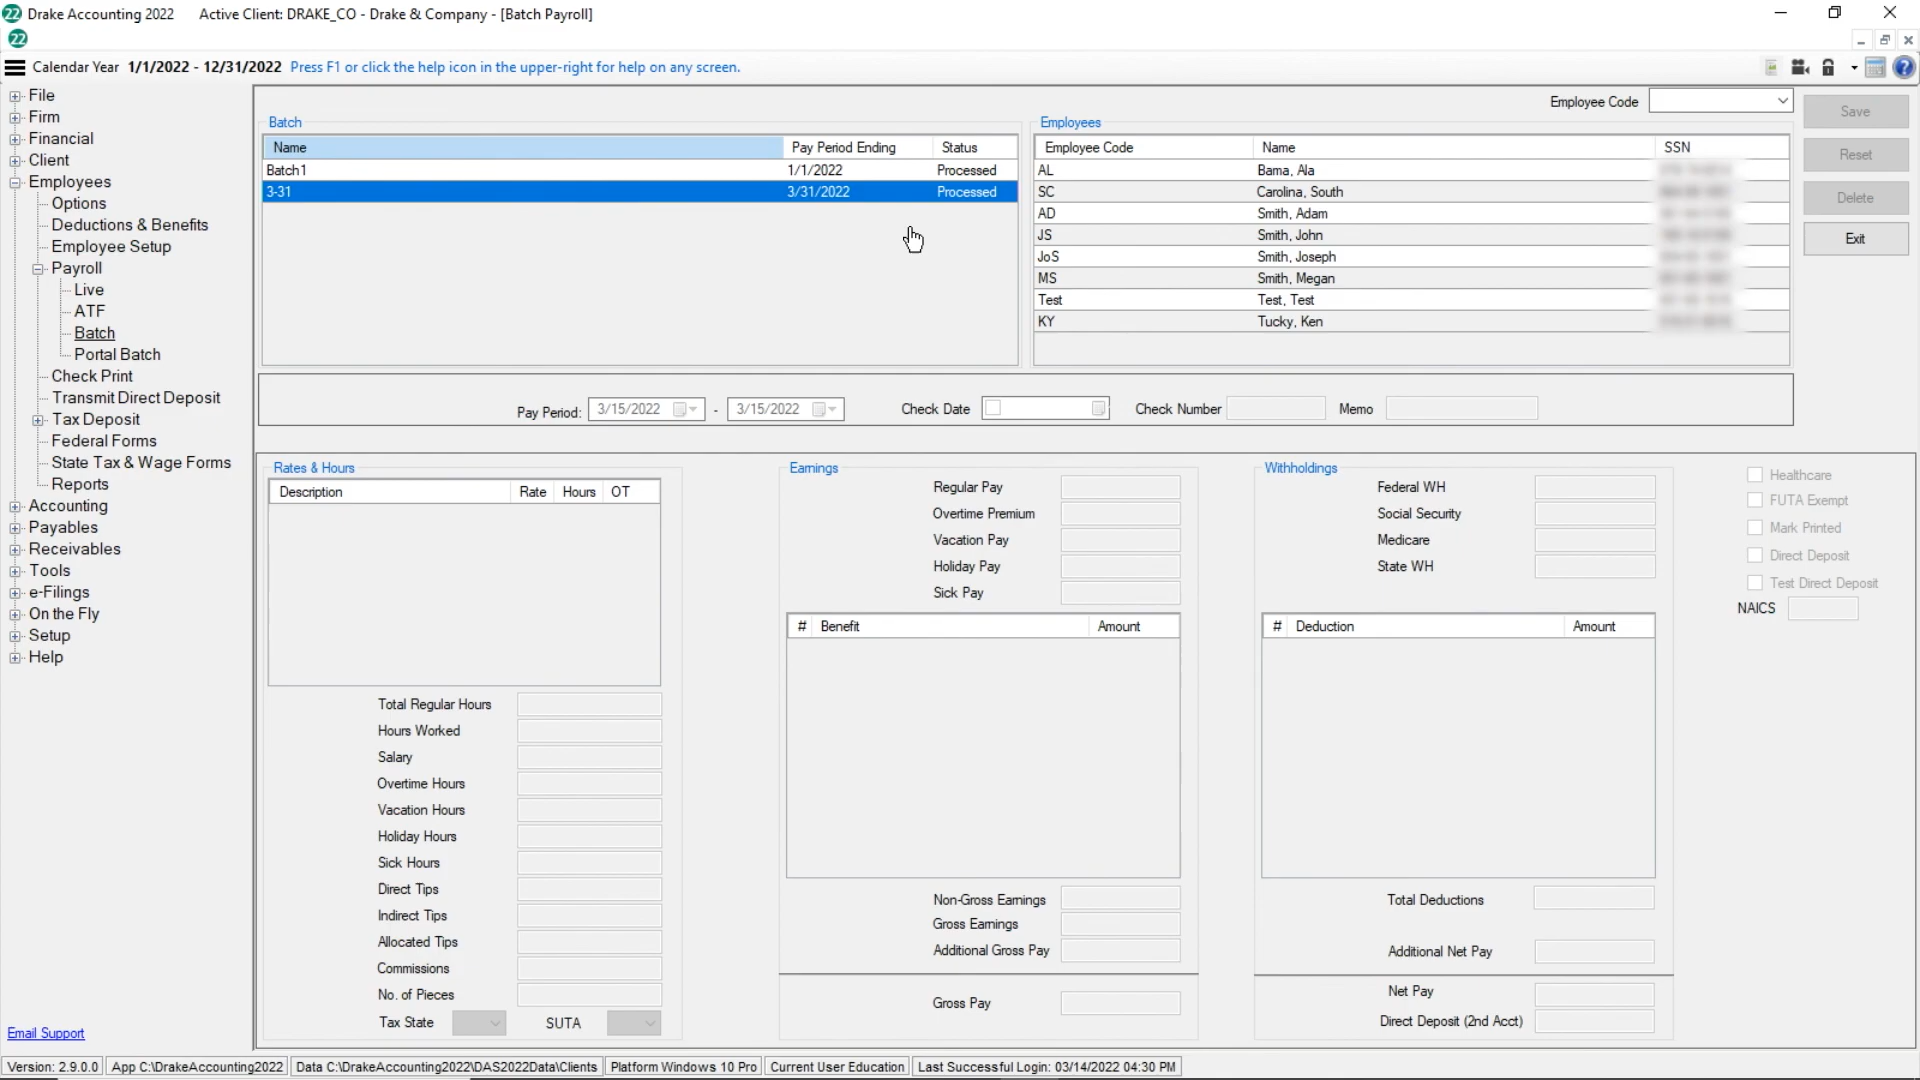 22 Drake Accounting 2022 Active Client: DRAKE_CO - Drake & Company - [Batch Payroll]
22
Calendar Year 1/1/2022 - 12/31/2022 Press F1 or click the help icon in the upper-right for help on any screen.
File
Firm
Financial
Client
Employees
Options
Deductions & Benefits
Employee Setup
Payroll
Live
ATF
Batch
Portal Batch
Check Print
Transmit Direct Deposit
Tax Deposit
Federal Forms
State Tax & Wage Forms
Reports
Accounting
Payables
Receivables
Tools
e-Filings
On the Fly
Setup
Help
Email Support
Batch
Name Pay Period Ending Status
Batch1 1/1/2022 Processed
3-31 3/31/2022 Processed
Employee Code
Employees
Employee Code Name SSN
AL Bama, Ala
SC Carolina, South
AD Smith, Adam
JS Smith, John
JoS Smith, Joseph
MS Smith, Megan
Test Test, Test
KY Tucky, Ken
Save
Reset
Delete
Exit
Pay Period: 3/15/2022 - 3/15/2022 Check Date Check Number Memo
Rates & Hours
Description Rate Hours OT
Total Regular Hours
Hours Worked
Salary
Overtime Hours
Vacation Hours
Holiday Hours
Sick Hours
Direct Tips
Indirect Tips
Allocated Tips
Commissions
No. of Pieces
Tax State SUTA
Earnings
Regular Pay
Overtime Premium
Vacation Pay
Holiday Pay
Sick Pay
# Benefit Amount
Non-Gross Earnings
Gross Earnings
Additional Gross Pay
Gross Pay
Withholdings
Federal WH
Social Security
Medicare
State WH
# Deduction Amount
Total Deductions
Additional Net Pay
Net Pay
Direct Deposit (2nd Acct)
Healthcare
FUTA Exempt
Mark Printed
Direct Deposit
Test Direct Deposit
NAICS
Version: 2.9.0.0 App C:\DrakeAccounting2022 Data C:\DrakeAccounting2022\DAS2022Data\Clients Platform Windows 10 Pro Current User Education Last Successful Login: 03/14/2022 04:30 PM